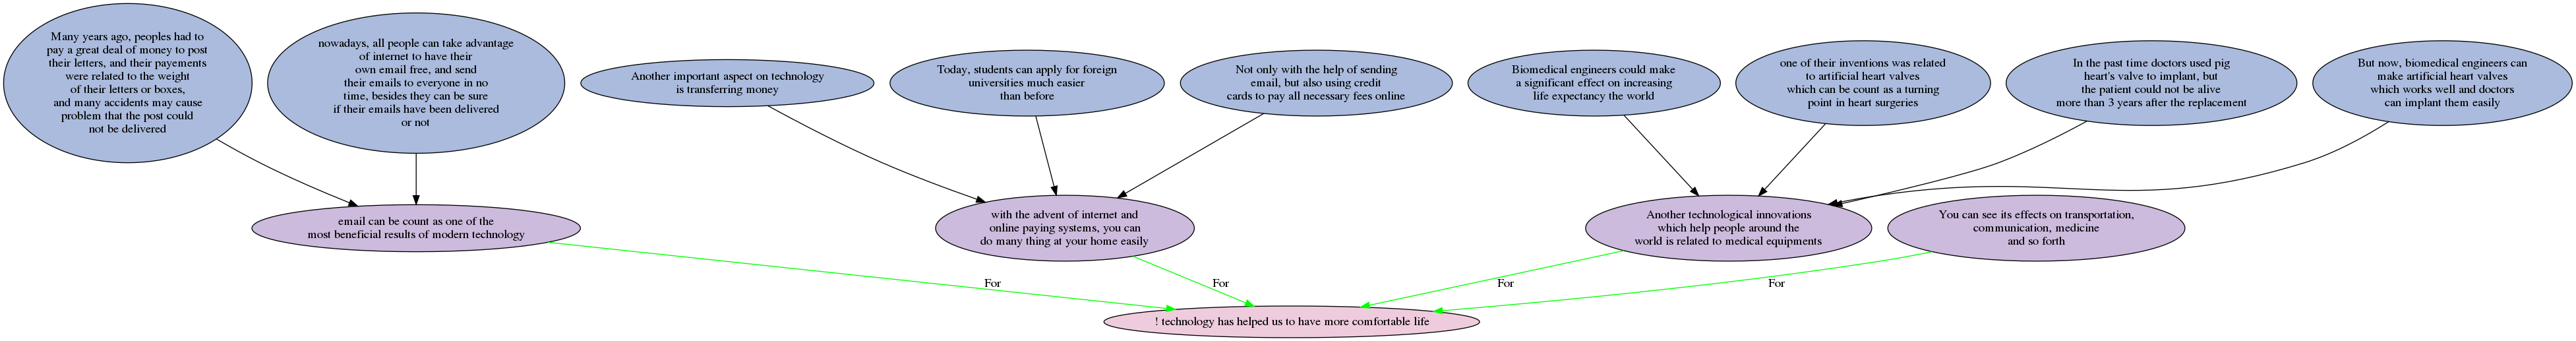 Many years ago, peoples had to
pay a great deal of money to post
their letters, and their payements
were related to the weight
of their letters or boxes,
and many accidents may cause
problem that the post could
not be delivered
nowadays, all people can take advantage
of internet to have their
own email free, and send
their emails to everyone in no
time, besides they can be sure
if their emails have been delivered
or not
Another important aspect on technology
is transferring money
Today, students can apply for foreign
universities much easier
than before
Not only with the help of sending
email, but also using credit
cards to pay all necessary fees online
Biomedical engineers could make
a significant effect on increasing
life expectancy the world
one of their inventions was related
to artificial heart valves
which can be count as a turning
point in heart surgeries
In the past time doctors used pig
heart's valve to implant, but
the patient could not be alive
more than 3 years after the replacement
But now, biomedical engineers can
make artificial heart valves
which works well and doctors
can implant them easily
email can be count as one of the
most beneficial results of modern technology
with the advent of internet and
online paying systems, you can
do many thing at your home easily
Another technological innovations
which help people around the
world is related to medical equipments
You can see its effects on transportation,
communication, medicine
and so forth
For
For
For
For
! technology has helped us to have more comfortable life